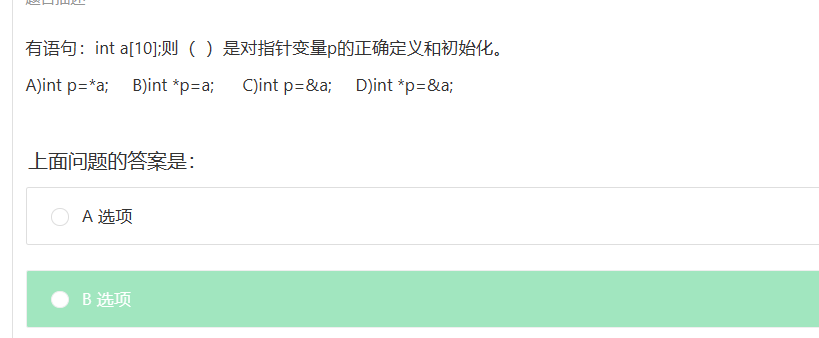 有语句：int a[10];则（  ）是对指针变量p的正确定义和初始化。
A)int p=*a;     B)int *p=a;      C)int p=&a;     D)int *p=&a;
上面问题的答案是：
A 选项
B 选项